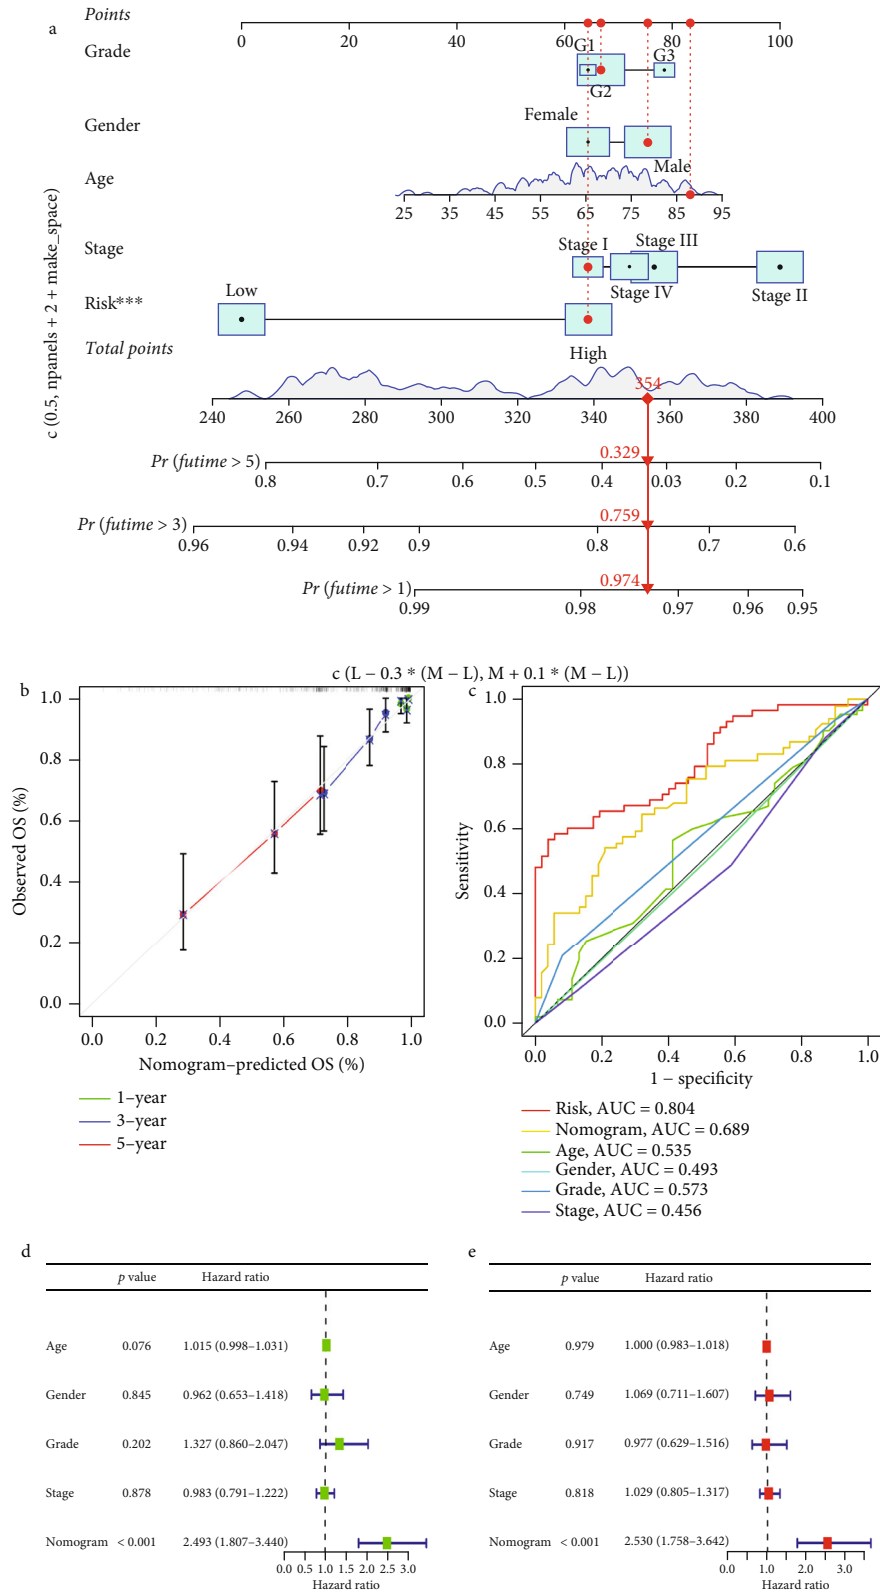 a
Points
0 20 40 60 80 100
Grade
G1
G3
G2
Gender
Female
Male
Age
25 35 45 55 65 75 85 95
Stage
Stage I
Stage III
Stage IV
Stage II
Risk***
Low
High
Total points
354
240 260 280 300 320 340 360 380 400
c (0.5, npanels + 2 + make_space)
Pr (futime > 5)
0.329
0.8 0.7 0.6 0.5 0.4 0.03 0.2 0.1
Pr (futime > 3)
0.759
0.96 0.94 0.92 0.9 0.8 0.7 0.6
Pr (futime > 1)
0.974
0.99 0.98 0.97 0.96 0.95
c (L – 0.3 * (M – L), M + 0.1 * (M – L))
b
Observed OS (%)
1.0
0.8
0.6
0.4
0.2
0.0
0.0 0.2 0.4 0.6 0.8 1.0
Nomogram–predicted OS (%)
1–year
3–year
5–year
c
Sensitivity
1.0
0.8
0.6
0.4
0.2
0.0
0.0 0.2 0.4 0.6 0.8 1.0
1 – specificity
Risk, AUC = 0.804
Nomogram, AUC = 0.689
Age, AUC = 0.535
Gender, AUC = 0.493
Grade, AUC = 0.573
Stage, AUC = 0.456
d
p value Hazard ratio
Age 0.076 1.015 (0.998–1.031)
Gender 0.845 0.962 (0.653–1.418)
Grade 0.202 1.327 (0.860–2.047)
Stage 0.878 0.983 (0.791–1.222)
Nomogram < 0.001 2.493 (1.807–3.440)
0.0 0.5 1.0 1.5 2.0 2.5 3.0
Hazard ratio
e
p value Hazard ratio
Age 0.979 1.000 (0.983–1.018)
Gender 0.749 1.069 (0.711–1.607)
Grade 0.917 0.977 (0.629–1.516)
Stage 0.818 1.029 (0.805–1.317)
Nomogram < 0.001 2.530 (1.758–3.642)
0.0 1.0 2.0 3.0
Hazard ratio